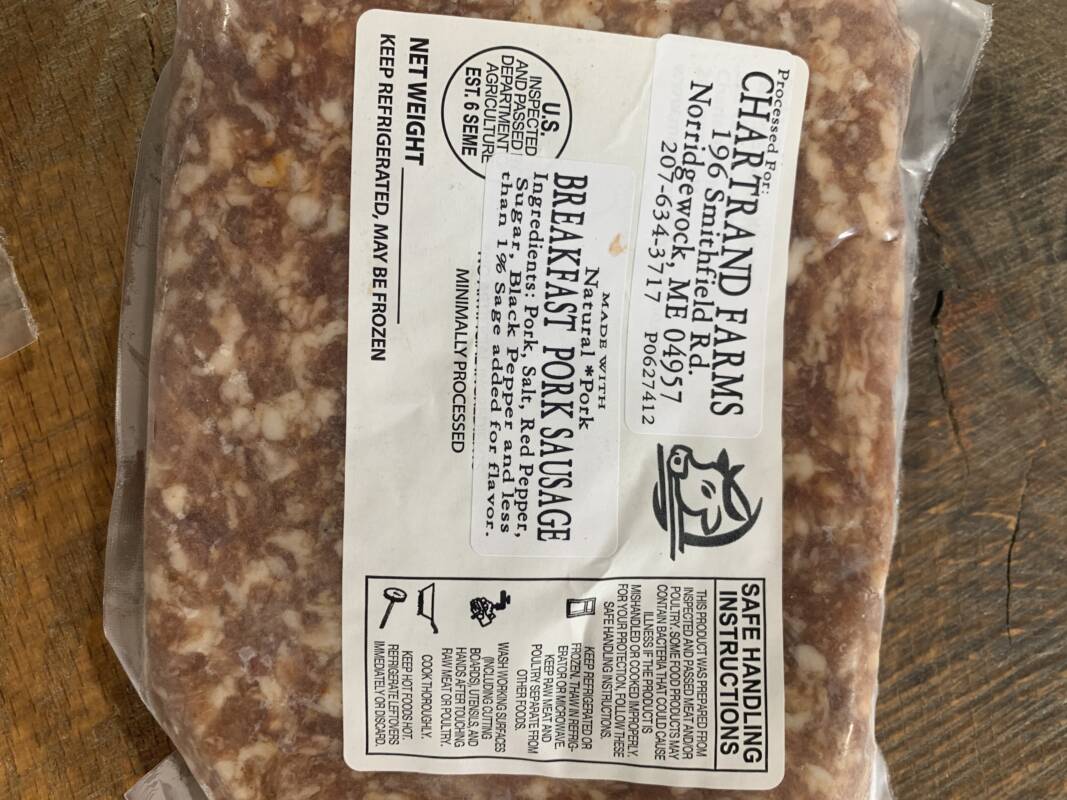 Processed For:
CHARTRAND FARMS
196 Smithfield Rd.
Norridgewock, ME 04957
207-634-3717 P0627412
MADE WITH
Natural *Pork
BREAKFAST PORK SAUSAGE
Ingredients: Pork, Salt, Red Pepper,
Sugar, Black Pepper and less
than 1% Sage added for flavor.
MINIMALLY PROCESSED
U.S.
INSPECTED
AND PASSED
DEPARTMENT
AGRICULTURE
EST. 6 SEME
NET WEIGHT
KEEP REFRIGERATED, MAY BE FROZEN
SAFE HANDLING
INSTRUCTIONS
THIS PRODUCT WAS PREPARED FROM
INSPECTED AND PASSED MEAT AND/OR
POULTRY. SOME FOOD PRODUCTS MAY
CONTAIN BACTERIA THAT COULD CAUSE
ILLNESS IF THE PRODUCT IS
MISHANDLED OR COOKED IMPROPERLY.
FOR YOUR PROTECTION, FOLLOW THESE
SAFE HANDLING INSTRUCTIONS.
KEEP REFRIGERATED OR
FROZEN. THAW IN REFRIG-
ERATOR OR MICROWAVE.
KEEP RAW MEAT AND
POULTRY SEPARATE FROM
OTHER FOODS.
WASH WORKING SURFACES
(INCLUDING CUTTING
BOARDS), UTENSILS, AND
HANDS AFTER TOUCHING
RAW MEAT OR POULTRY.
COOK THOROUGHLY.
KEEP HOT FOODS HOT.
REFRIGERATE LEFTOVERS
IMMEDIATELY OR DISCARD.